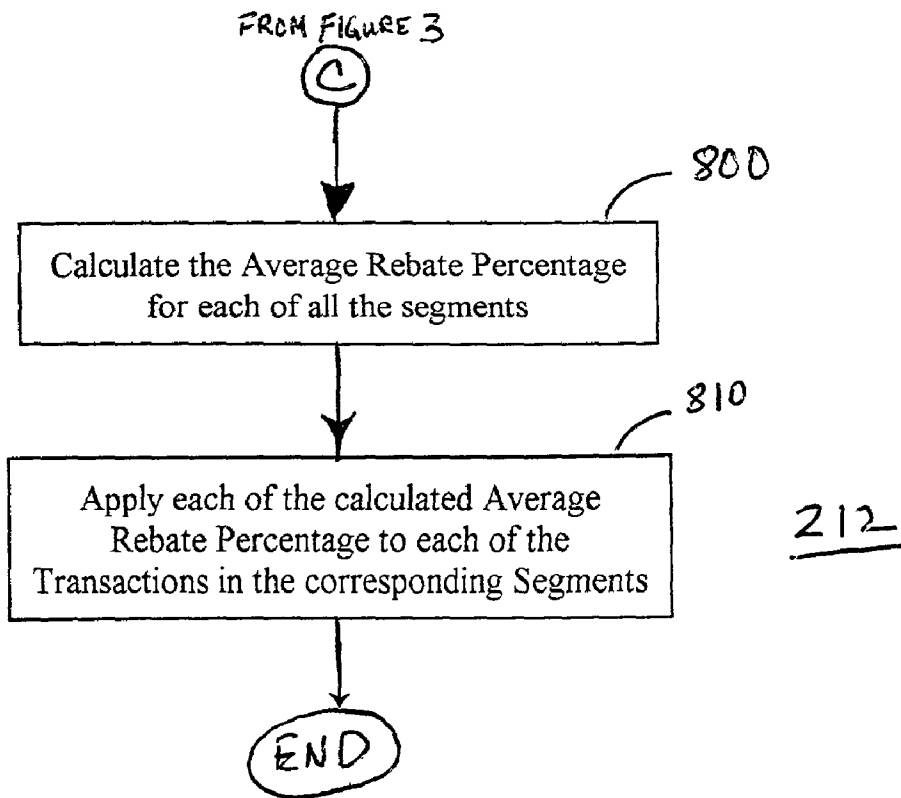 FROM FIGURE 3
C
800
Calculate the Average Rebate Percentage
for each of all the segments
810
Apply each of the calculated Average
Rebate Percentage to each of the
Transactions in the corresponding Segments
212
END